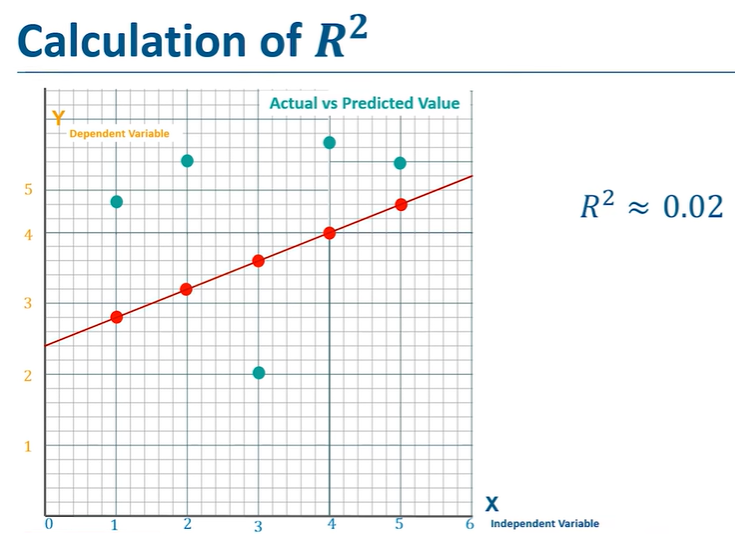 Calculation of R²
Actual vs Predicted Value
Y
Dependent Variable
R² ≈ 0.02
5
4
3
2
1
X
0 1 2 3 4 5 6 Independent Variable